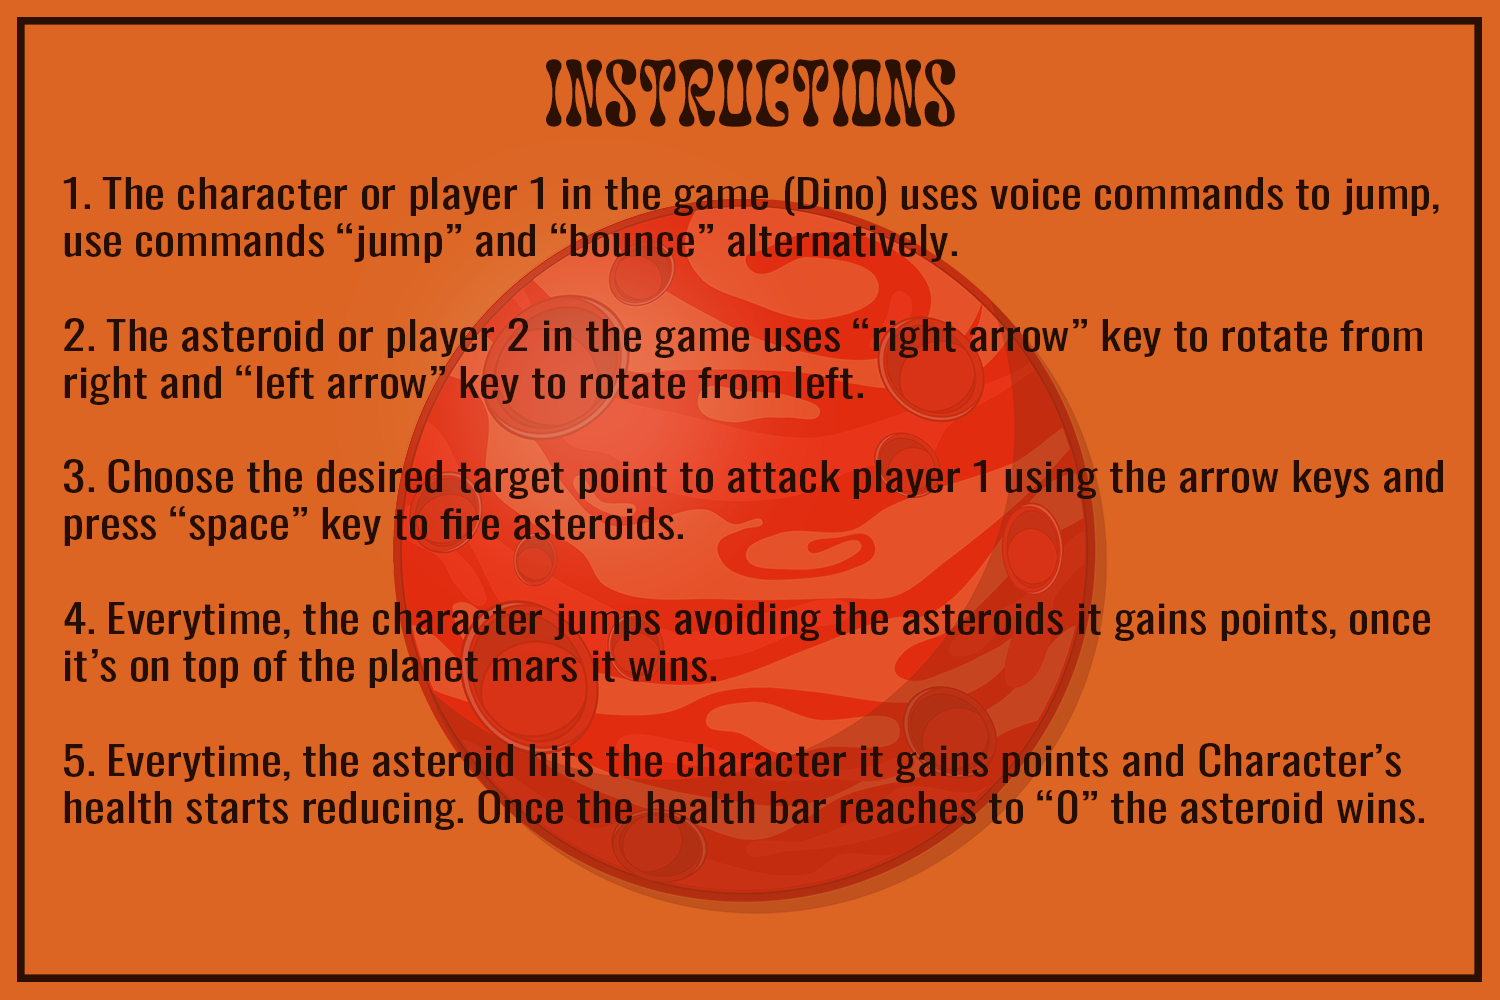 INSTRUCTIONS
1. The character or player 1 in the game (Dino) uses voice commands to jump,
use commands “jump” and “bounce” alternatively.
2. The asteroid or player 2 in the game uses “right arrow” key to rotate from
right and “left arrow” key to rotate from left.
3. Choose the desired target point to attack player 1 using the arrow keys and
press “space” key to fire asteroids.
4. Everytime, the character jumps avoiding the asteroids it gains points, once
it’s on top of the planet mars it wins.
5. Everytime, the asteroid hits the character it gains points and Character’s
health starts reducing. Once the health bar reaches to “0” the asteroid wins.